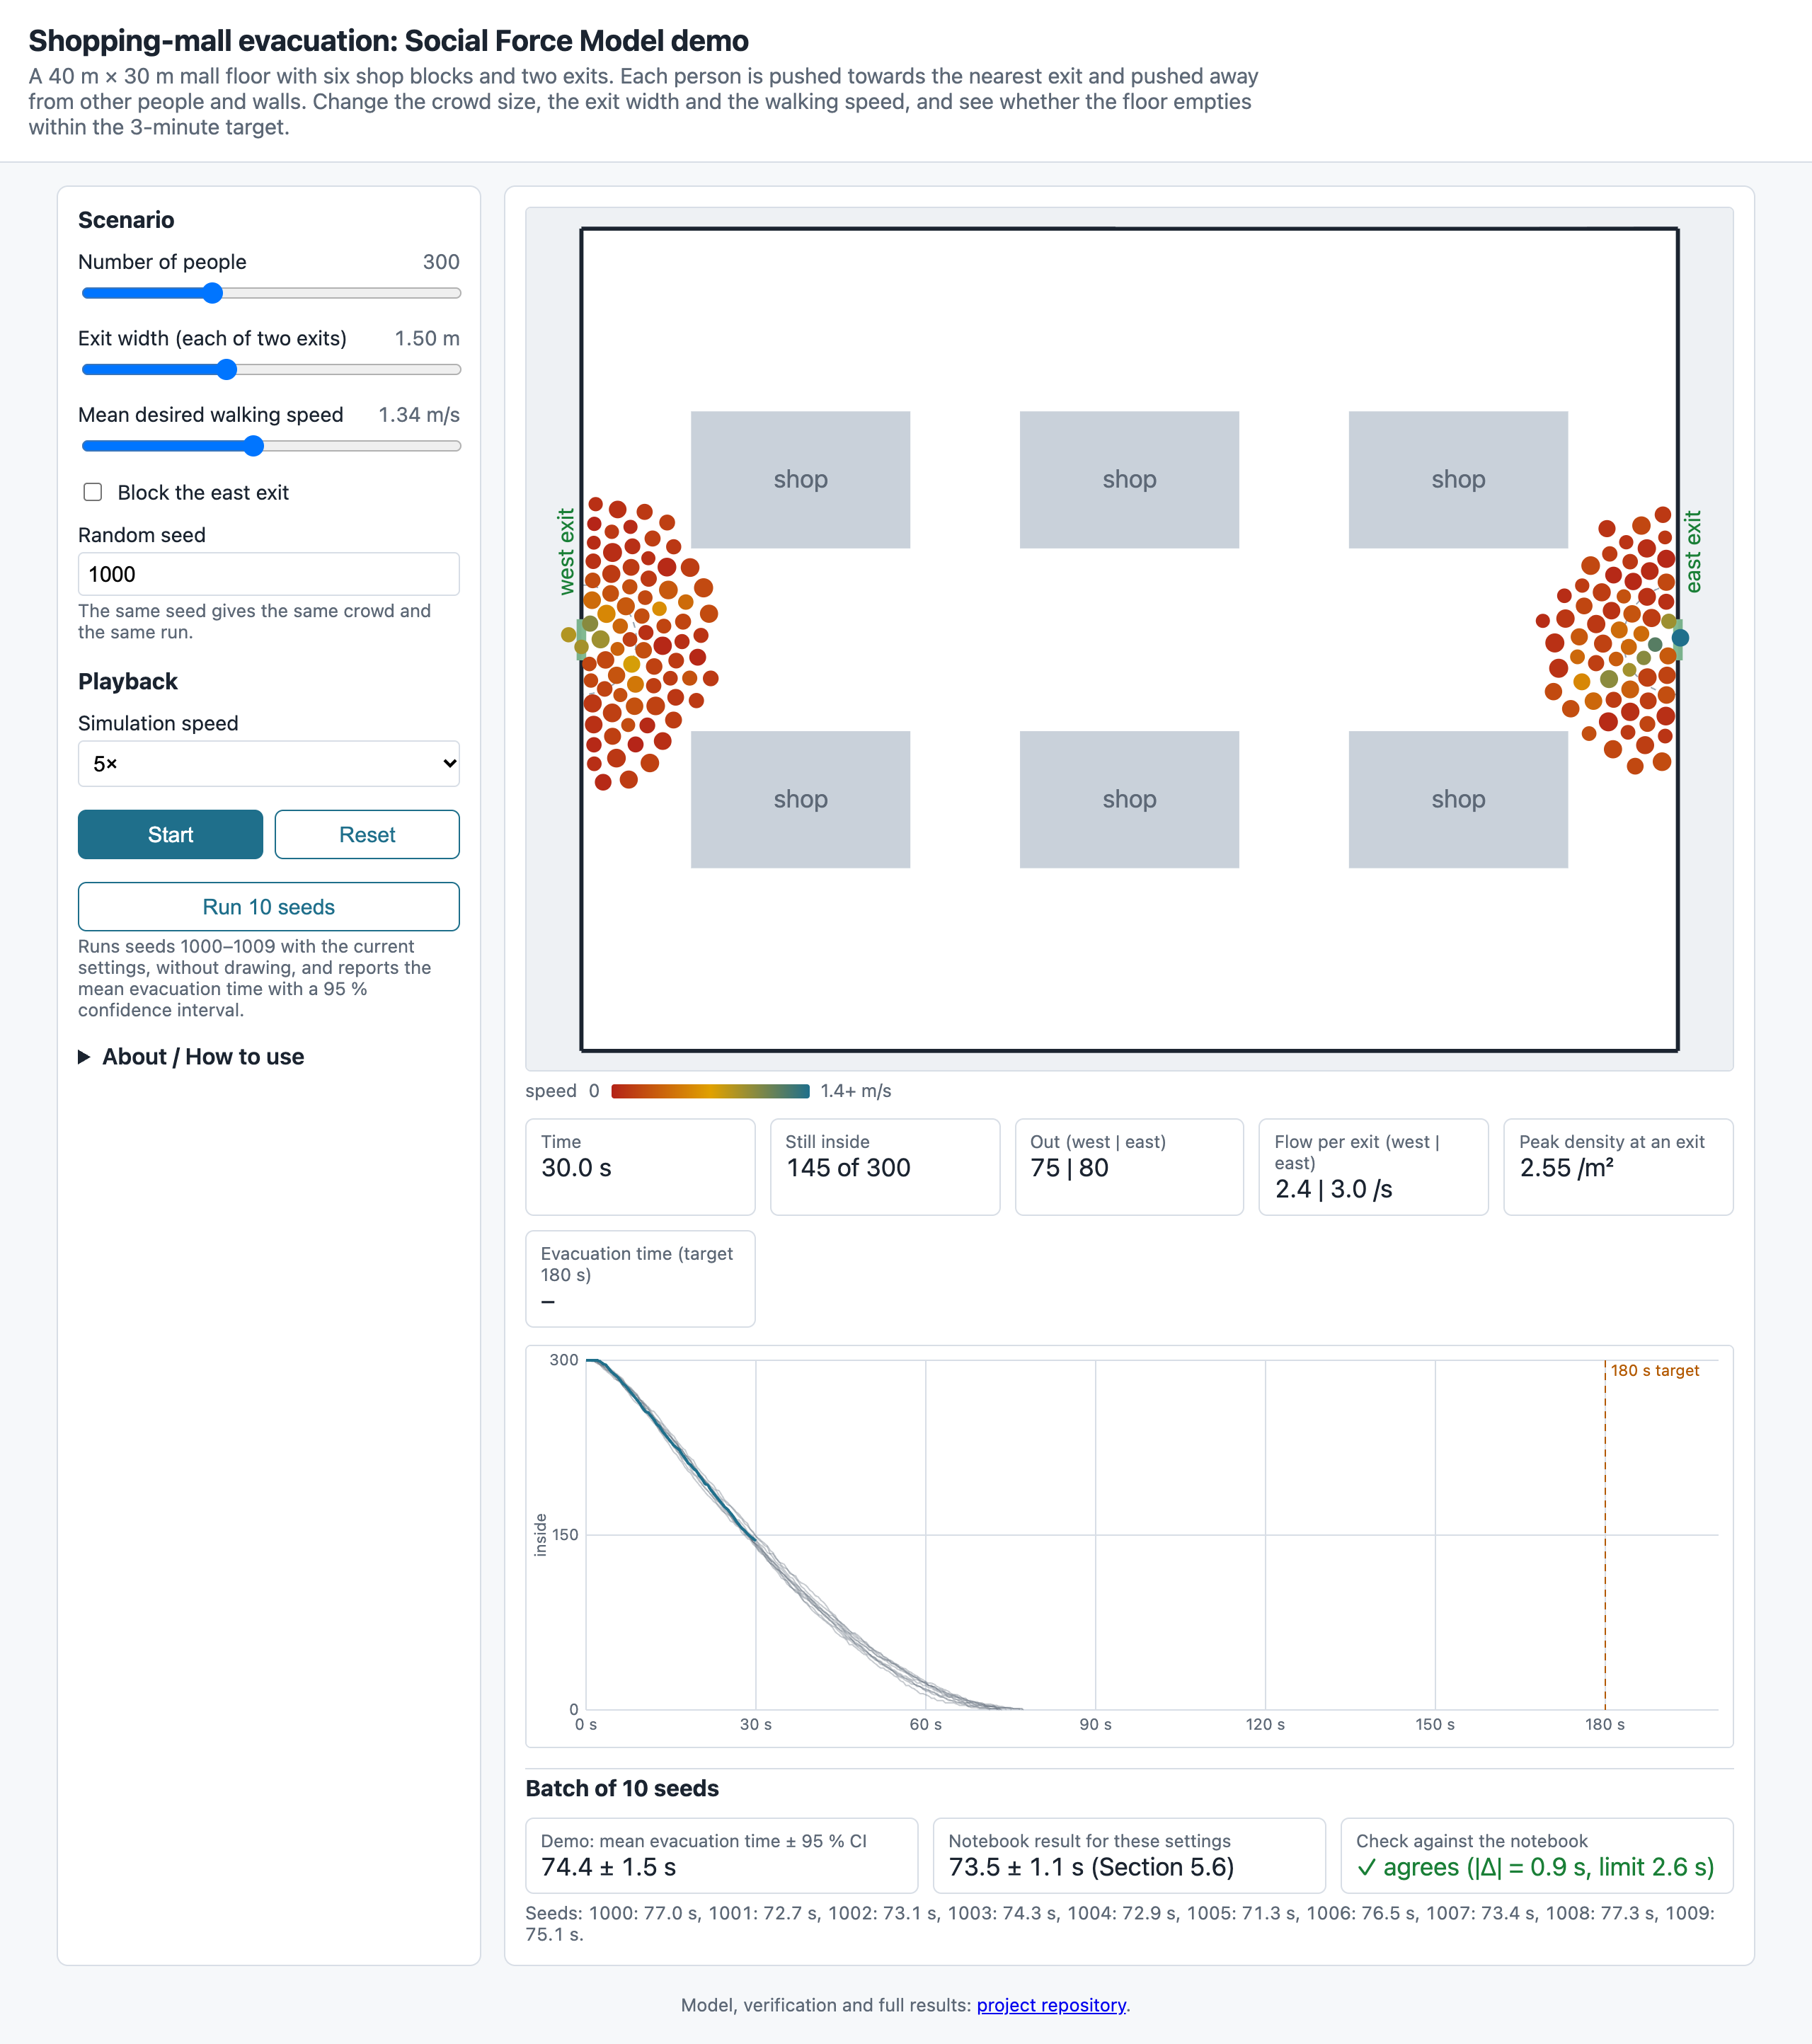 Shopping-mall evacuation: Social Force Model demo
A 40 m × 30 m mall floor with six shop blocks and two exits. Each person is pushed towards the nearest exit and pushed away
from other people and walls. Change the crowd size, the exit width and the walking speed, and see whether the floor empties
within the 3-minute target.
Scenario
Number of people 300
Exit width (each of two exits) 1.50 m
Mean desired walking speed 1.34 m/s
Block the east exit
Random seed
1000
The same seed gives the same crowd and
the same run.
Playback
Simulation speed
5×
Start Reset
Run 10 seeds
Runs seeds 1000–1009 with the current
settings, without drawing, and reports the
mean evacuation time with a 95 %
confidence interval.
About / How to use
shop shop shop
west exit
east exit
shop shop shop
speed 0 1.4+ m/s
Time
30.0 s
Still inside
145 of 300
Out (west | east)
75 | 80
Flow per exit (west |
east)
2.4 | 3.0 /s
Peak density at an exit
2.55 /m²
Evacuation time (target
180 s)
–
300
150
0
inside
180 s target
0 s 30 s 60 s 90 s 120 s 150 s 180 s
Batch of 10 seeds
Demo: mean evacuation time ± 95 % CI
74.4 ± 1.5 s
Notebook result for these settings
73.5 ± 1.1 s (Section 5.6)
Check against the notebook
✓ agrees (|Δ| = 0.9 s, limit 2.6 s)
Seeds: 1000: 77.0 s, 1001: 72.7 s, 1002: 73.1 s, 1003: 74.3 s, 1004: 72.9 s, 1005: 71.3 s, 1006: 76.5 s, 1007: 73.4 s, 1008: 77.3 s, 1009:
75.1 s.
Model, verification and full results: project repository.